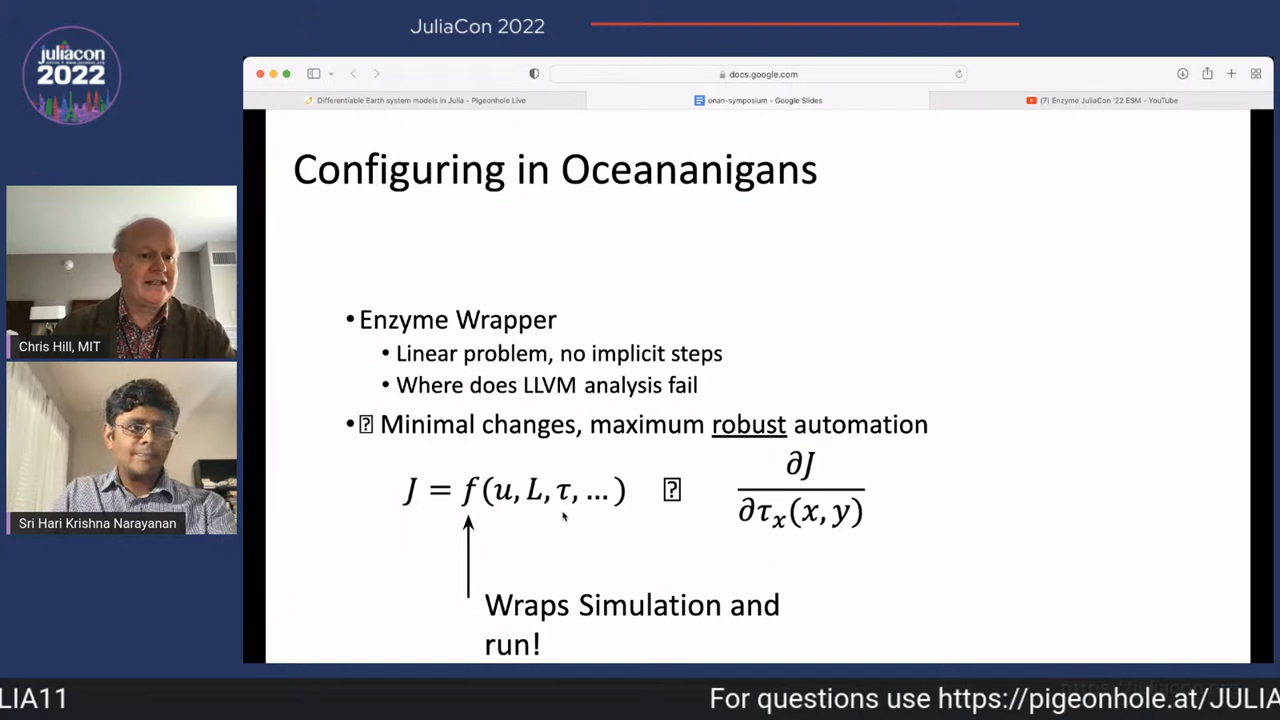 JuliaCon 2022
juliacon
2022
docs.google.com
Differentiable Earth system models in Julia - Pigeonhole Live
onan-symposium - Google Slides
(7) Enzyme JuliaCon '22 ESM - YouTube
Configuring in Oceananigans
• Enzyme Wrapper
• Linear problem, no implicit steps
• Where does LLVM analysis fail
• Minimal changes, maximum robust automation
J = f(u, L, τ, … ) ∂J / ∂τₓ(x, y)
Wraps Simulation and
run!
Chris Hill, MIT
Sri Hari Krishna Narayanan
LIA11
For questions use https://pigeonhole.at/JULIA